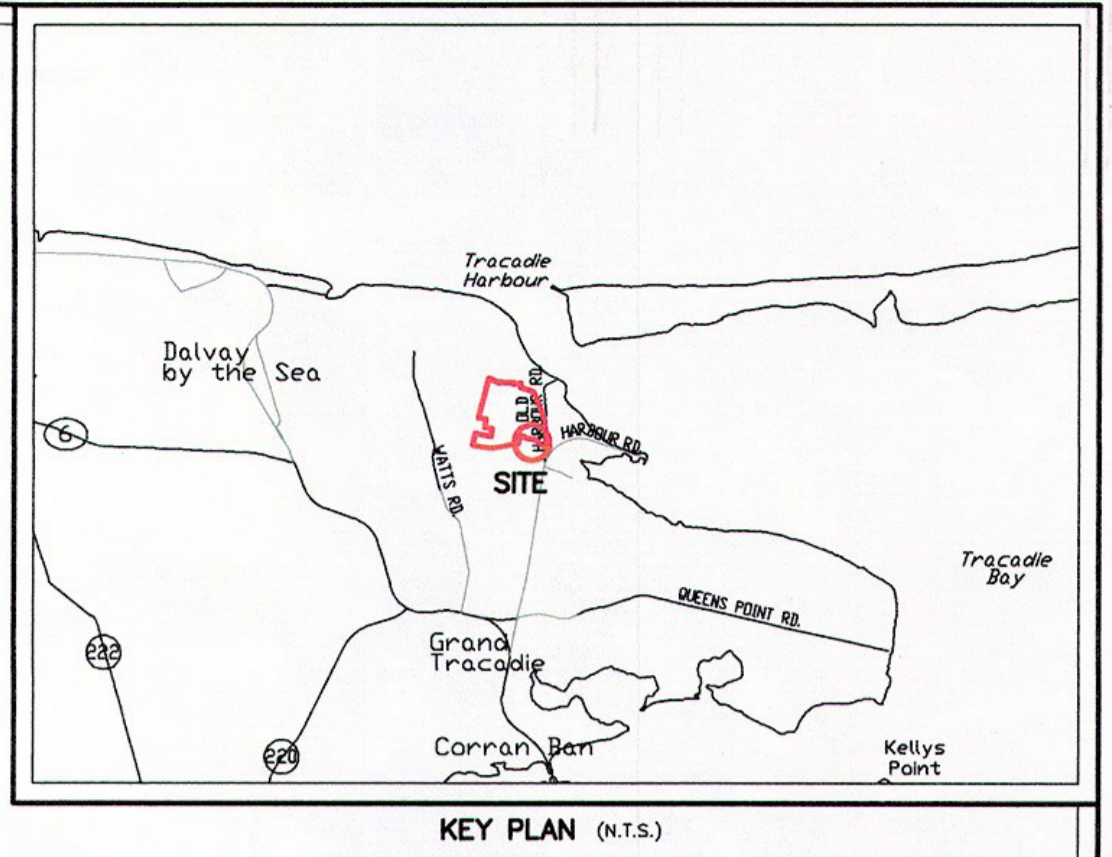 Tracadie
Harbour
Dalvay
by the Sea
OLD
HARBOUR RD.
6
HARBOUR RD.
WATTS RD.
SITE
Tracadie
Bay
QUEENS POINT RD.
222
Grand
Tracadie
220
Corran Ban
Kellys
Point
KEY PLAN (N.T.S.)